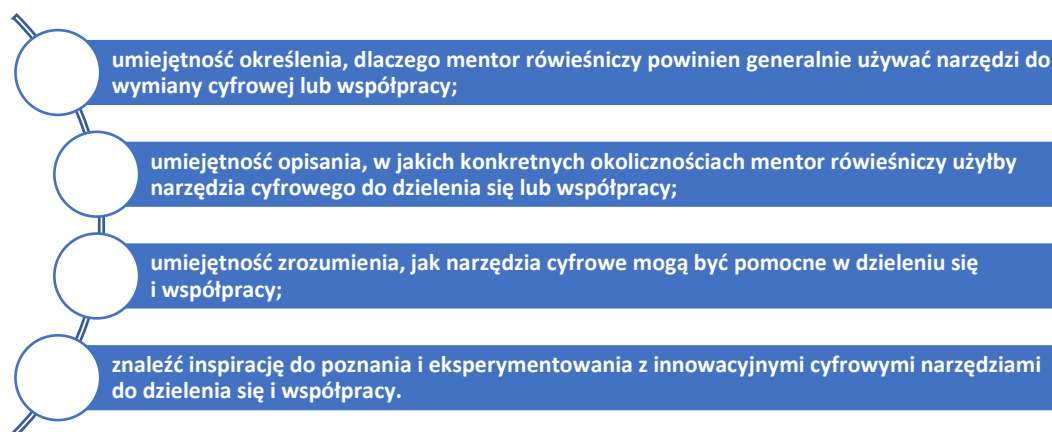 umiejętność określenia, dlaczego mentor rówieśniczy powinien generalnie używać narzędzi do
wymiany cyfrowej lub współpracy;
umiejętność opisania, w jakich konkretnych okolicznościach mentor rówieśniczy użyłby
narzędzia cyfrowego do dzielenia się lub współpracy;
umiejętność zrozumienia, jak narzędzia cyfrowe mogą być pomocne w dzieleniu się
i współpracy;
znaleźć inspirację do poznania i eksperymentowania z innowacyjnymi cyfrowymi narzędziami
do dzielenia się i współpracy.